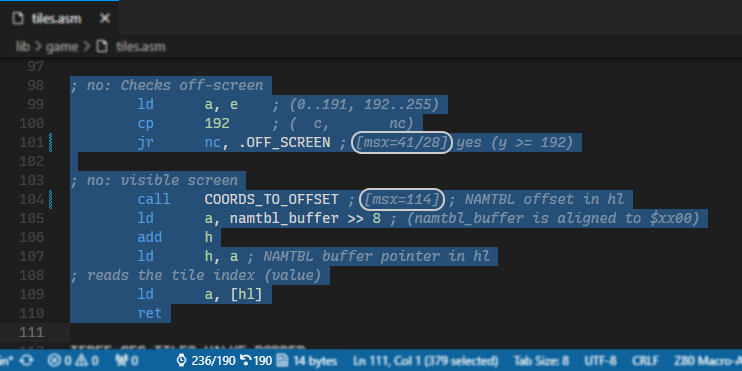 tiles.asm ×
lib > game > tiles.asm
97
98 ; no: Checks off-screen
99 ld a, e ; (0..191, 192..255)
100 cp 192 ; ( c, nc)
101 jr nc, .OFF_SCREEN ; [msx=41/28] yes (y >= 192)
102
103 ; no: visible screen
104 call COORDS_TO_OFFSET ; [msx=114] ; NAMTBL offset in hl
105 ld a, namtbl_buffer >> 8 ; (namtbl_buffer is aligned to $xx00)
106 add h
107 ld h, a ; NAMTBL buffer pointer in hl
108 ; reads the tile index (value)
109 ld a, [hl]
110 ret
111
in* 0 0 0 236/190 190 14 bytes Ln 111, Col 1 (379 selected) Tab Size: 8 UTF-8 CRLF Z80 Macro-A